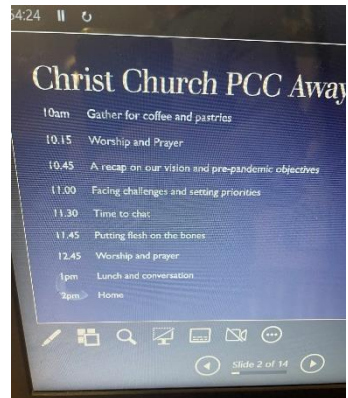 54:24
Christ Church PCC Away
10am Gather for coffee and pastries
10.15 Worship and Prayer
10.45 A recap on our vision and pre-pandemic objectives
11.00 Facing challenges and setting priorities
11.30 Time to chat
11.45 Putting flesh on the bones
12.45 Worship and prayer
1pm Lunch and conversation
2pm Home
Slide 2 of 14